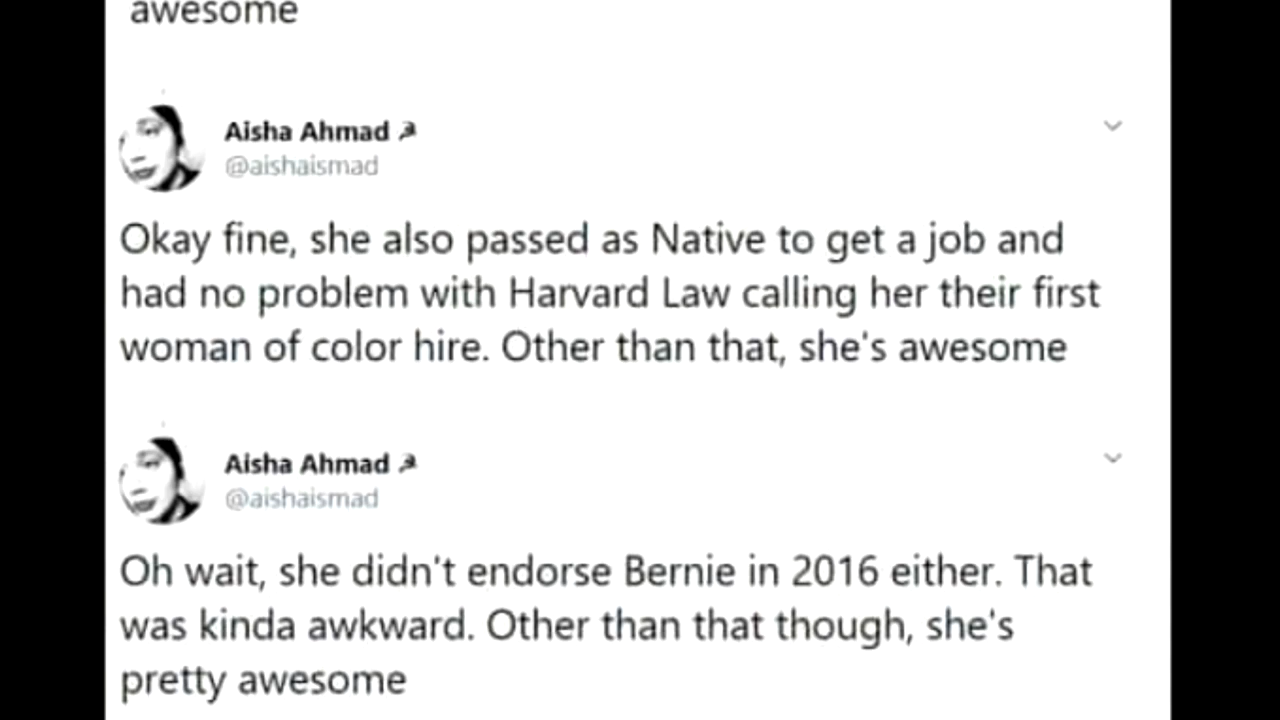 awesome
Aisha Ahmad ☭
@aishaismad
Okay fine, she also passed as Native to get a job and
had no problem with Harvard Law calling her their first
woman of color hire. Other than that, she's awesome
Aisha Ahmad ☭
@aishaismad
Oh wait, she didn't endorse Bernie in 2016 either. That
was kinda awkward. Other than that though, she's
pretty awesome